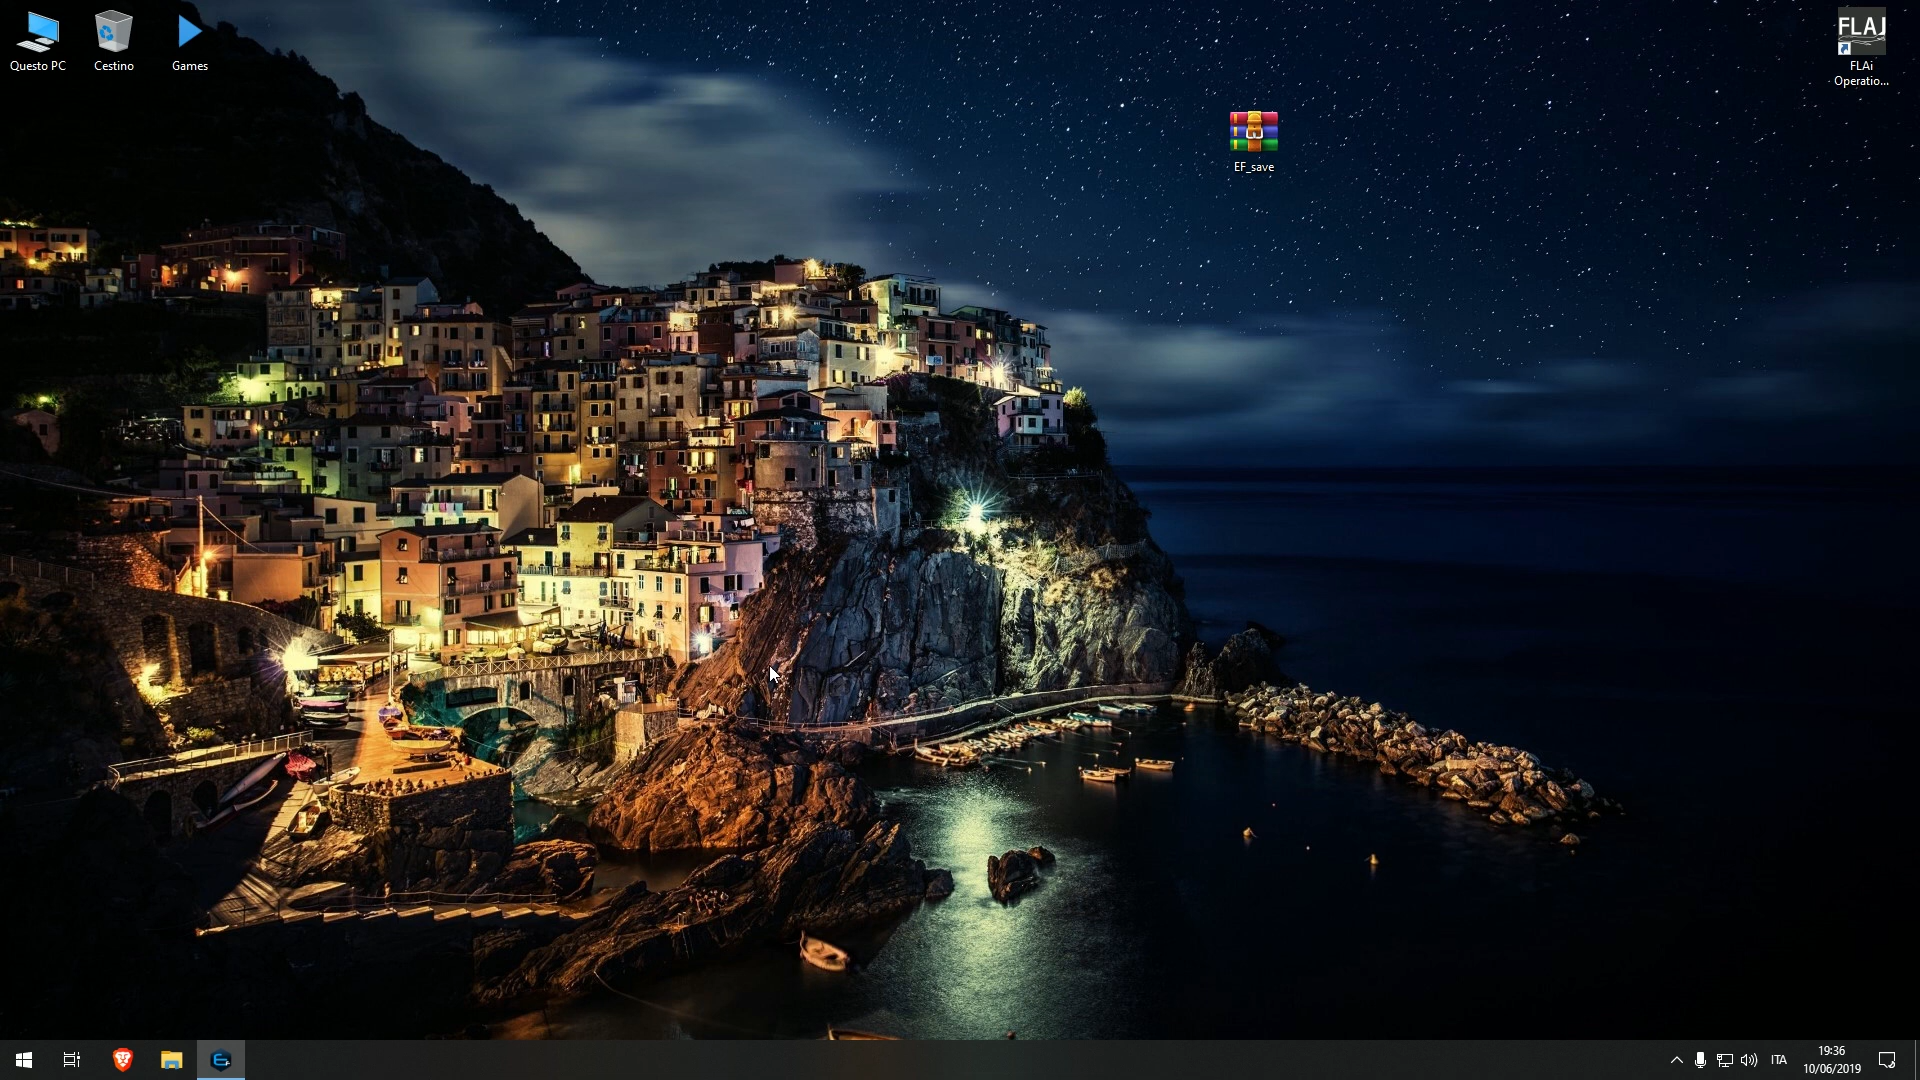 Questo PC
Cestino
Games
FLAJ
FLAi
Operatio...
EF_save
ITA
19:36
10/06/2019